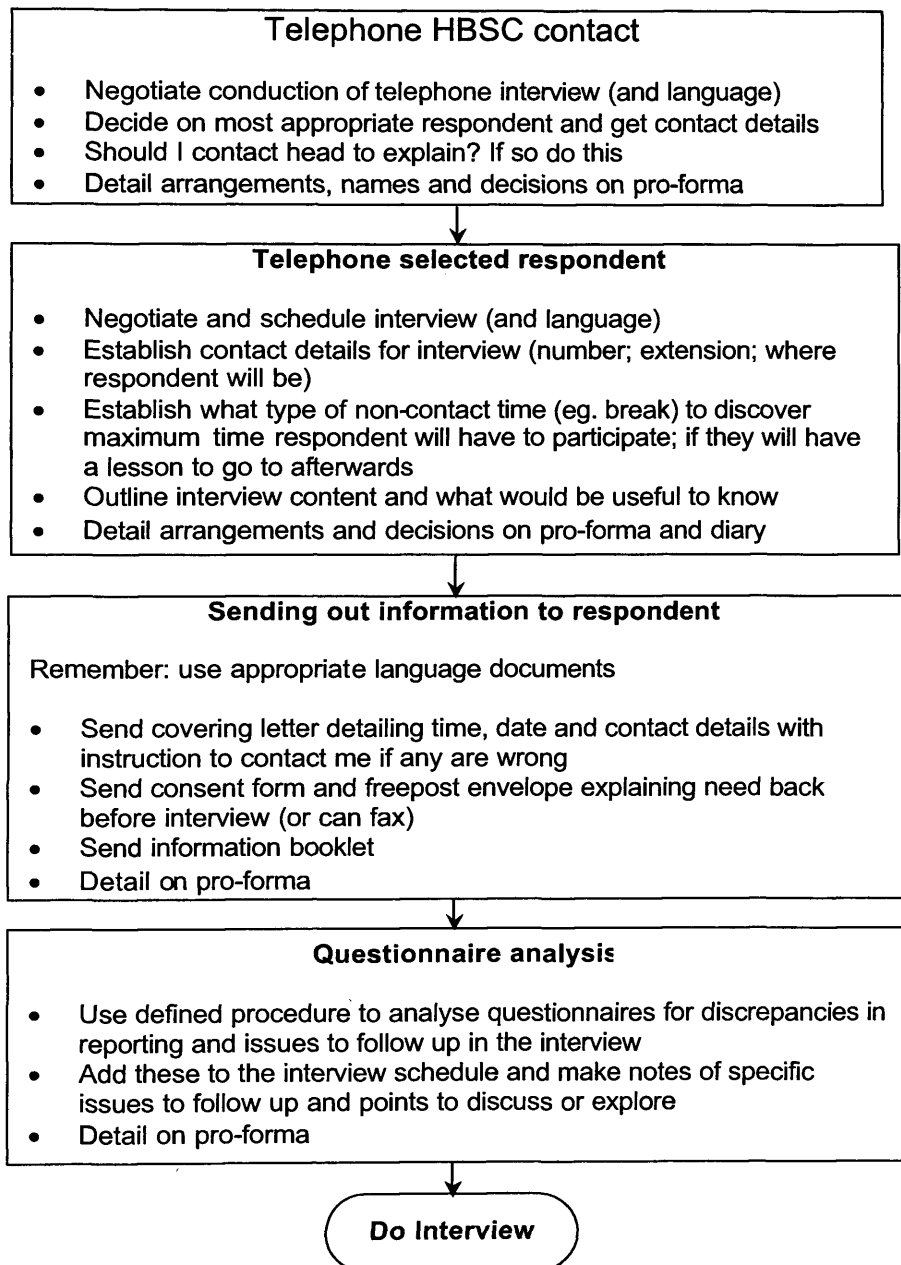 Telephone HBSC contact
• Negotiate conduction of telephone interview (and language)
• Decide on most appropriate respondent and get contact details
• Should I contact head to explain? If so do this
• Detail arrangements, names and decisions on pro-forma
Telephone selected respondent
• Negotiate and schedule interview (and language)
• Establish contact details for interview (number; extension; where
respondent will be)
• Establish what type of non-contact time (eg. break) to discover
maximum time respondent will have to participate; if they will have
a lesson to go to afterwards
• Outline interview content and what would be useful to know
• Detail arrangements and decisions on pro-forma and diary
Sending out information to respondent
Remember: use appropriate language documents
• Send covering letter detailing time, date and contact details with
instruction to contact me if any are wrong
• Send consent form and freepost envelope explaining need back
before interview (or can fax)
• Send information booklet
• Detail on pro-forma
Questionnaire analysis
• Use defined procedure to analyse questionnaires for discrepancies in
reporting and issues to follow up in the interview
• Add these to the interview schedule and make notes of specific
issues to follow up and points to discuss or explore
• Detail on pro-forma
Do Interview